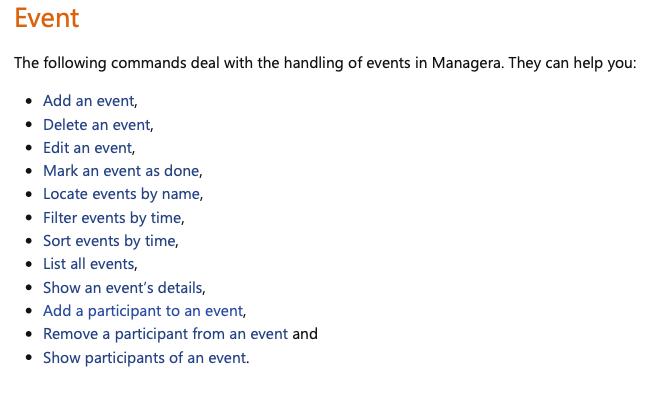 Event
The following commands deal with the handling of events in Managera. They can help you:
• Add an event,
• Delete an event,
• Edit an event,
• Mark an event as done,
• Locate events by name,
• Filter events by time,
• Sort events by time,
• List all events,
• Show an event’s details,
• Add a participant to an event,
• Remove a participant from an event and
• Show participants of an event.